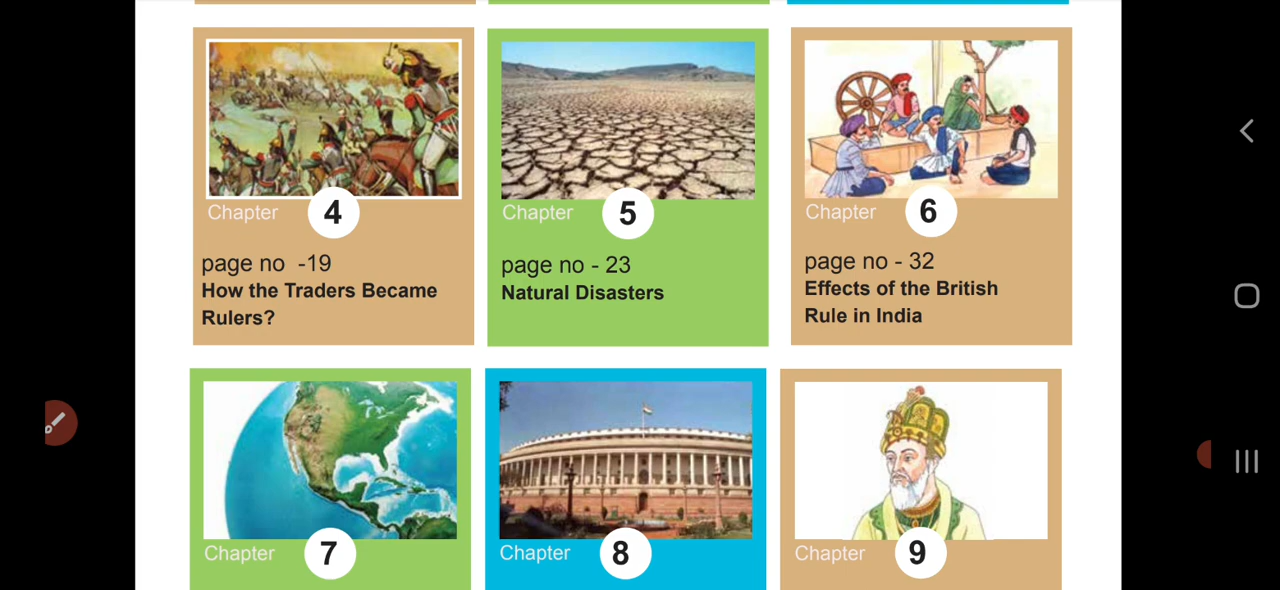 Chapter 4
page no -19
How the Traders Became
Rulers?
Chapter 5
page no - 23
Natural Disasters
Chapter 6
page no - 32
Effects of the British
Rule in India
Chapter 7
Chapter 8
Chapter 9